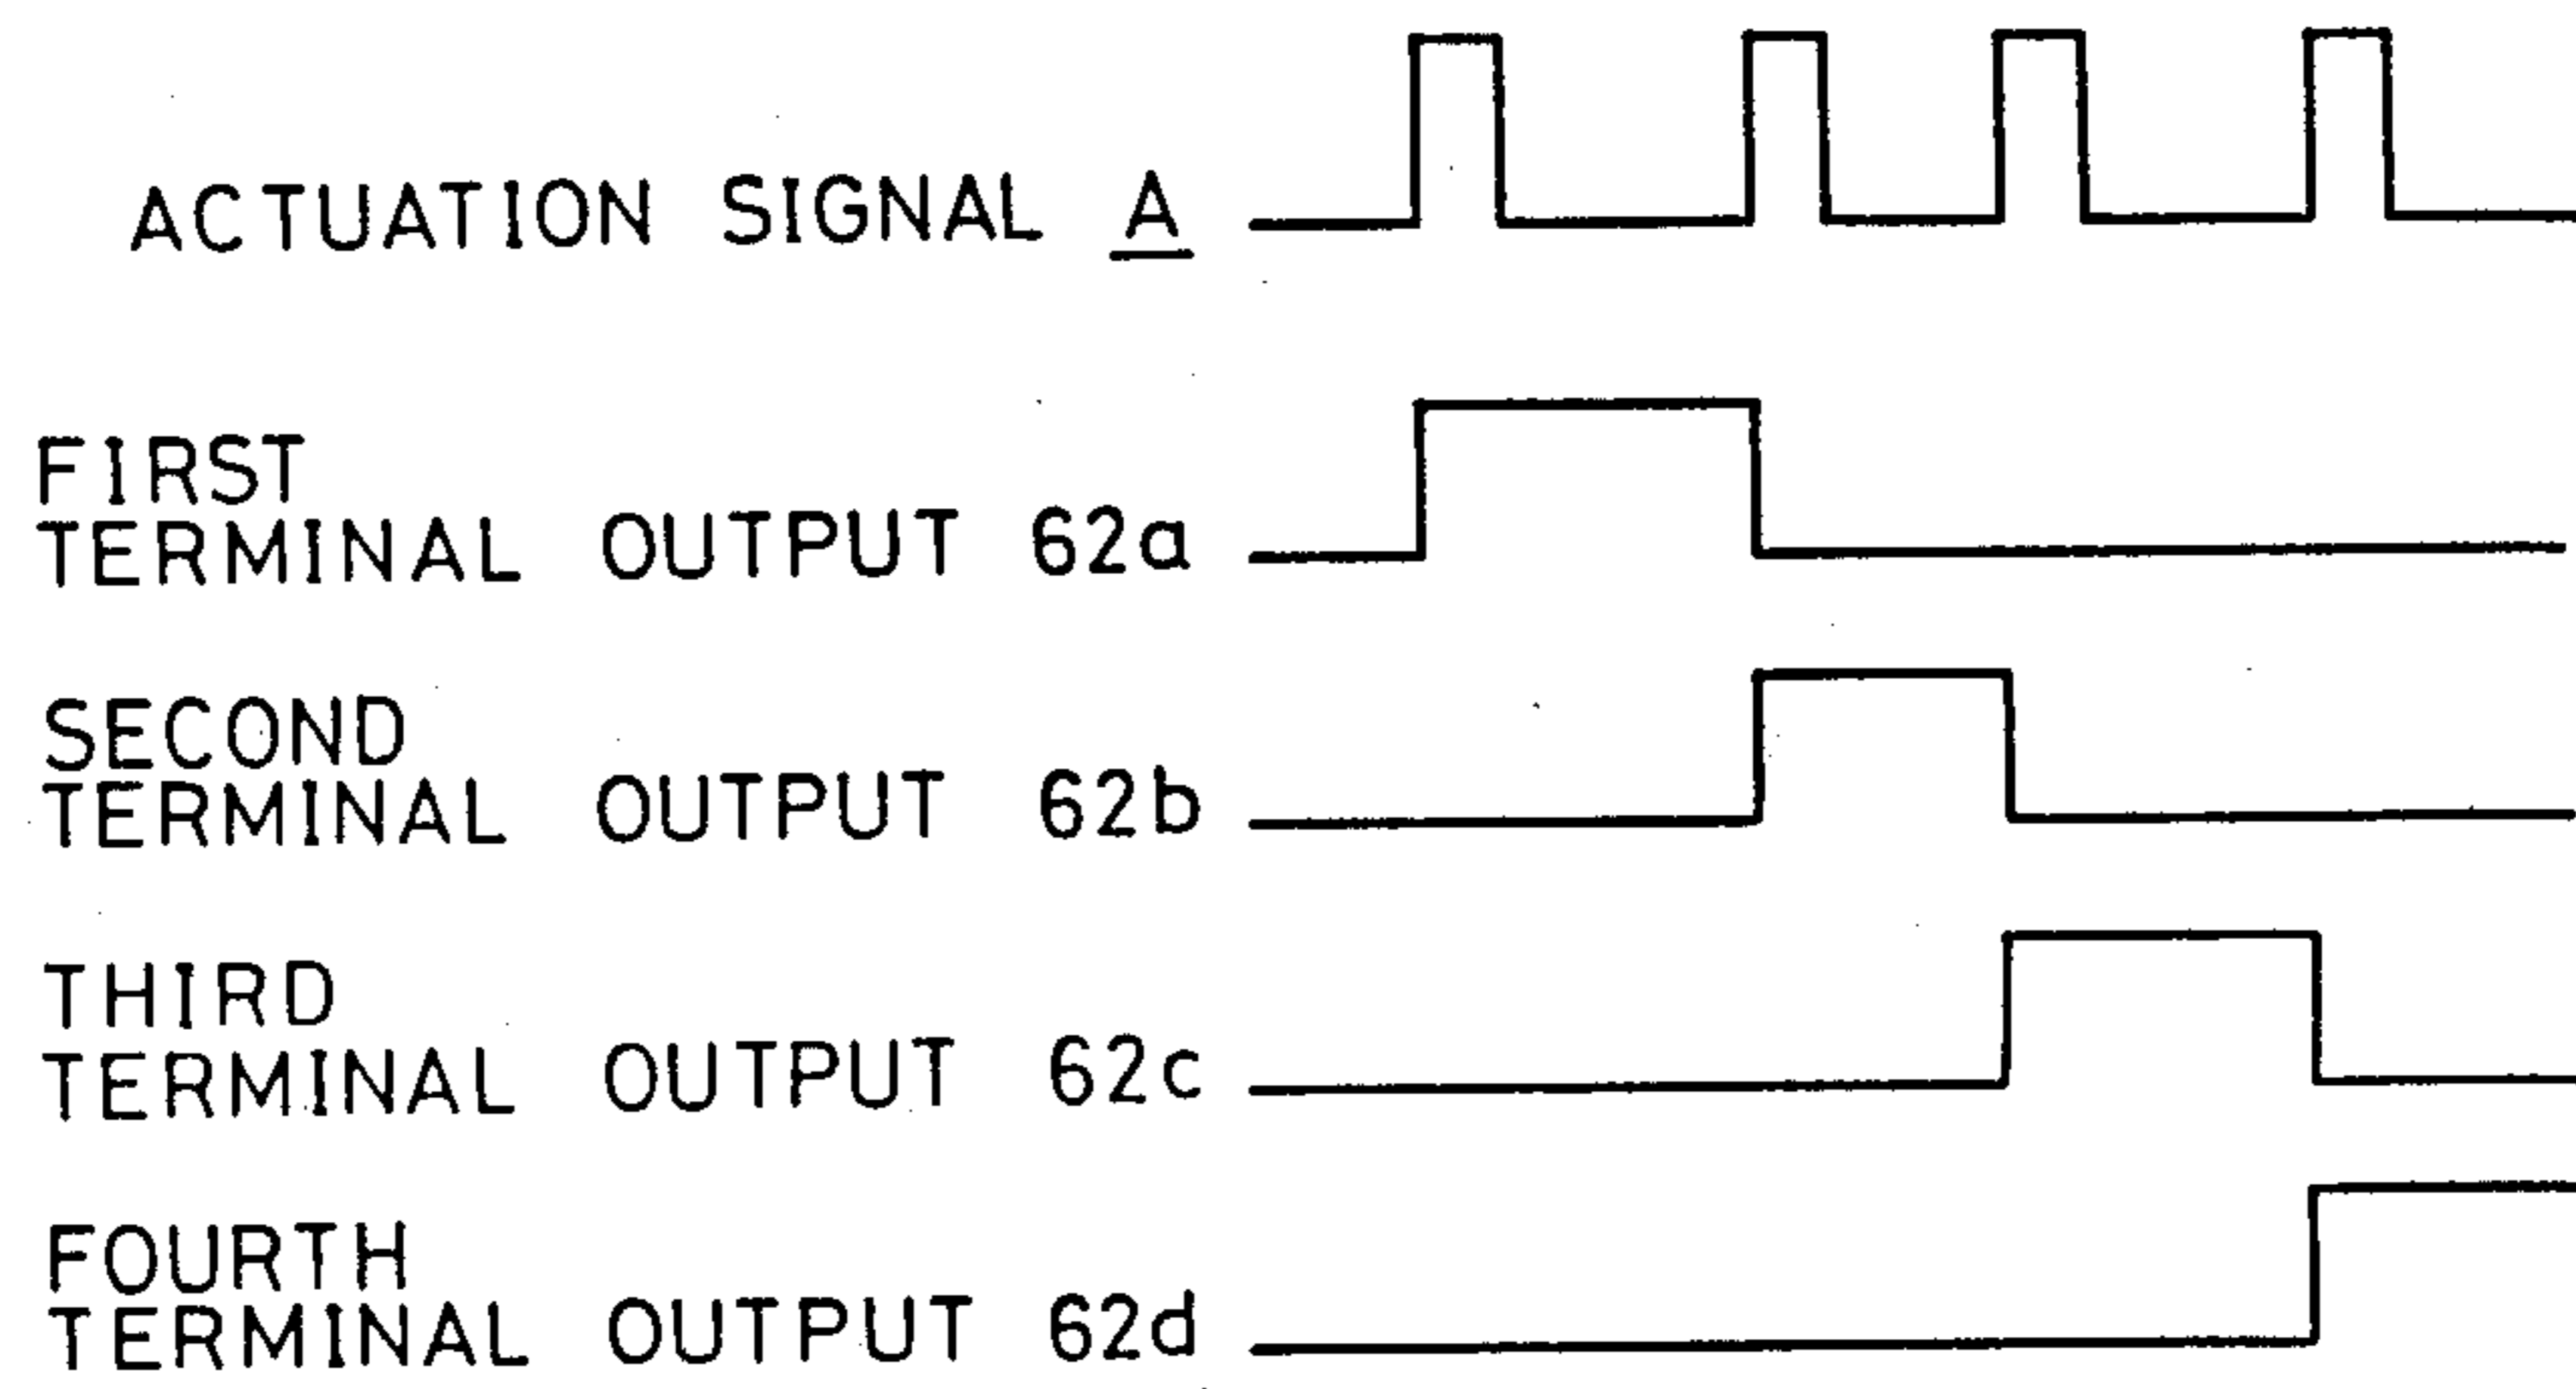 ACTUATION SIGNAL A
FIRST
TERMINAL OUTPUT 62a
SECOND
TERMINAL OUTPUT 62b
THIRD
TERMINAL OUTPUT 62c
FOURTH
TERMINAL OUTPUT 62d